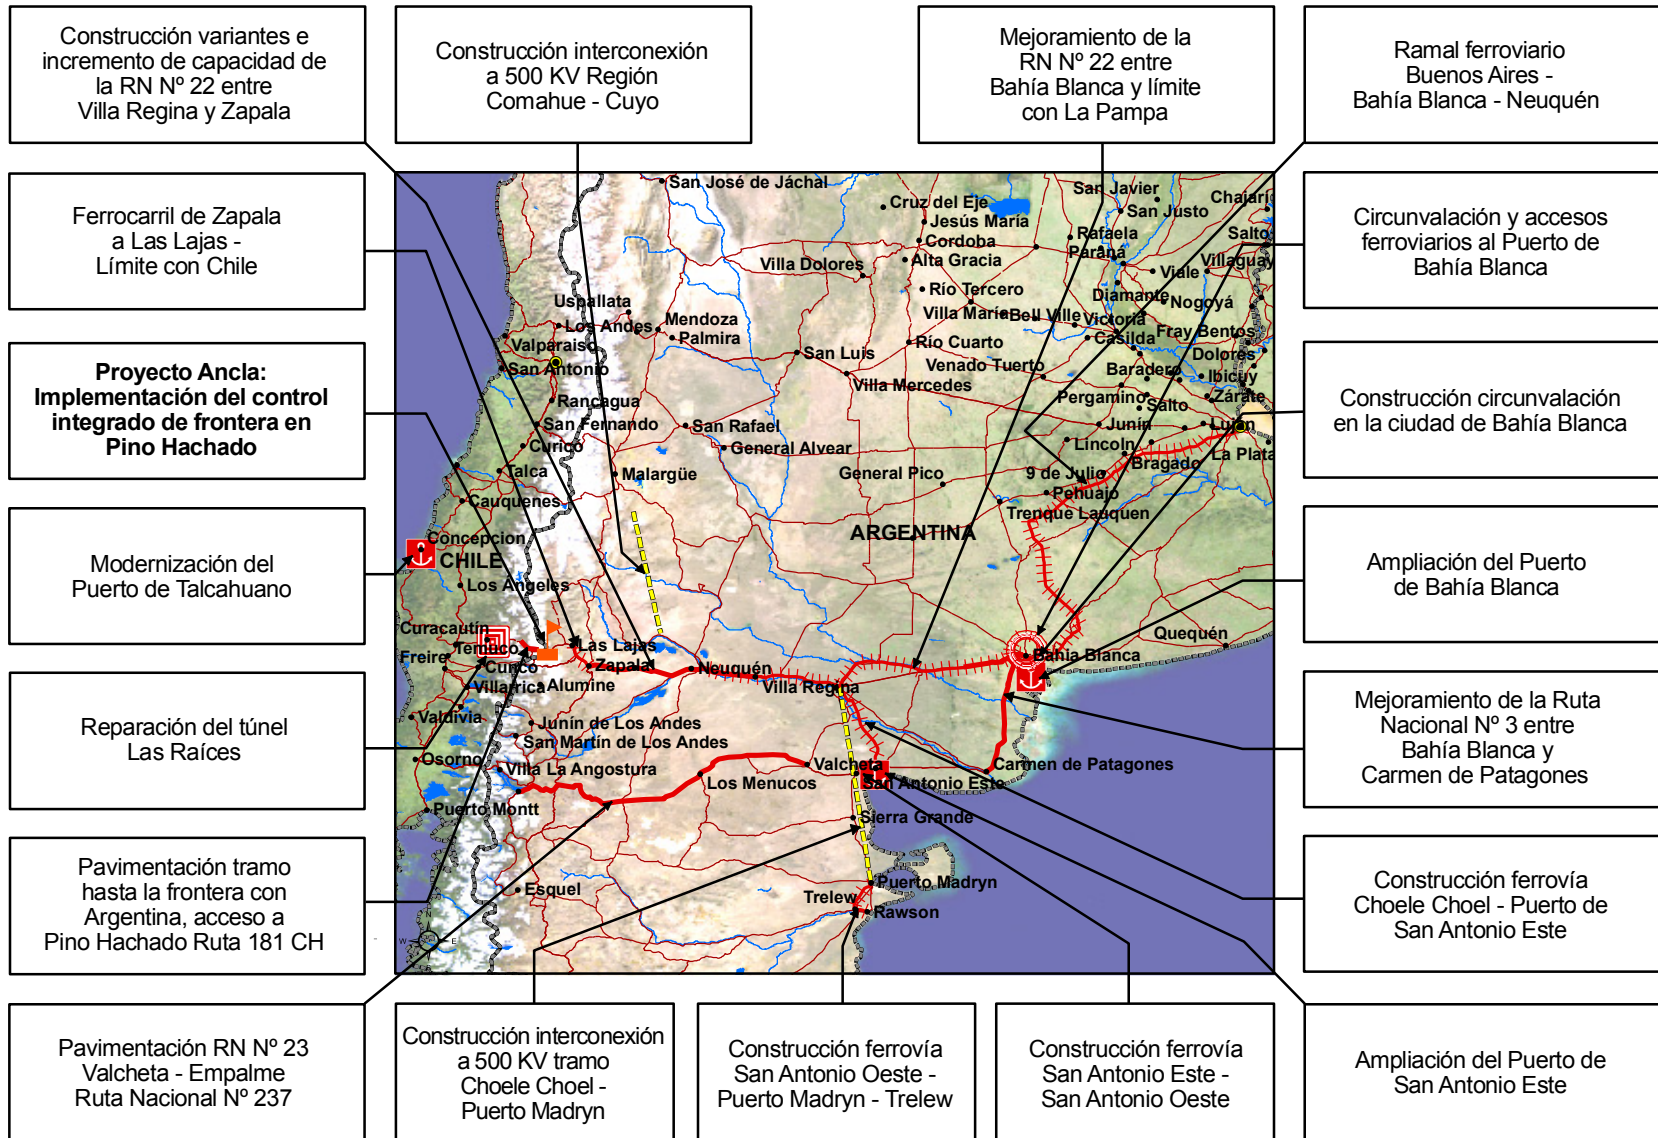 Construcción variantes e
incremento de capacidad de
la RN Nº 22 entre
Villa Regina y Zapala
Construcción interconexión
a 500 KV Región
Comahue - Cuyo
Mejoramiento de la
RN Nº 22 entre
Bahía Blanca y límite
con La Pampa
Ramal ferroviario
Buenos Aires -
Bahía Blanca - Neuquén
Ferrocarril de Zapala
a Las Lajas -
Límite con Chile
Proyecto Ancla:
Implementación del control
integrado de frontera en
Pino Hachado
Modernización del
Puerto de Talcahuano
Reparación del túnel
Las Raíces
Pavimentación tramo
hasta la frontera con
Argentina, acceso a
Pino Hachado Ruta 181 CH
Pavimentación RN Nº 23
Valcheta - Empalme
Ruta Nacional Nº 237
San José de Jáchal
Cruz del Eje
Jesús María
Cordoba
Alta Gracia
Villa Dolores
Río Tercero
Villa María
Bell Ville
Victoria
San Javier
San Justo
Chajarí
Rafaela
Salto
Paraná
Villaguay
Viale
Diamante
Nogoyá
Uspallata
Los Andes
Mendoza
Palmira
Valparaiso
San Antonio
San Luis
Río Cuarto
Casilda
Fray Bentos
Dolores
Venado Tuerto
Baradero
Ibicuy
Villa Mercedes
Rancagua
Pergamino
Salto
Zárate
San Fernando
San Rafael
Junín
Luján
Curicó
General Alvear
Lincoln
La Plata
Talca
Malargüe
General Pico
9 de Julio
Bragado
Cauquenes
Pehuajo
Trenque Lauquen
ARGENTINA
Concepcion
CHILE
Los Angeles
Curacautín
Temuco
Freire
Curicó
Las Lajas
Zapala
Neuquén
Villa Regina
Bahía Blanca
Quequén
Villarrica
Alumine
Valdivia
Junín de Los Andes
San Martín de Los Andes
Osorno
Villa La Angostura
Los Menucos
Valcheta
San Antonio Este
Carmen de Patagones
Puerto Montt
Sierra Grande
Esquel
Puerto Madryn
Trelew
Rawson
N
W
E
Circunvalación y accesos
ferroviarios al Puerto de
Bahía Blanca
Construcción circunvalación
en la ciudad de Bahía Blanca
Ampliación del Puerto
de Bahía Blanca
Mejoramiento de la Ruta
Nacional Nº 3 entre
Bahía Blanca y
Carmen de Patagones
Construcción ferrovía
Choele Choel - Puerto de
San Antonio Este
Construcción interconexión
a 500 KV tramo
Choele Choel -
Puerto Madryn
Construcción ferrovía
San Antonio Oeste -
Puerto Madryn - Trelew
Construcción ferrovía
San Antonio Este -
San Antonio Oeste
Ampliación del Puerto de
San Antonio Este